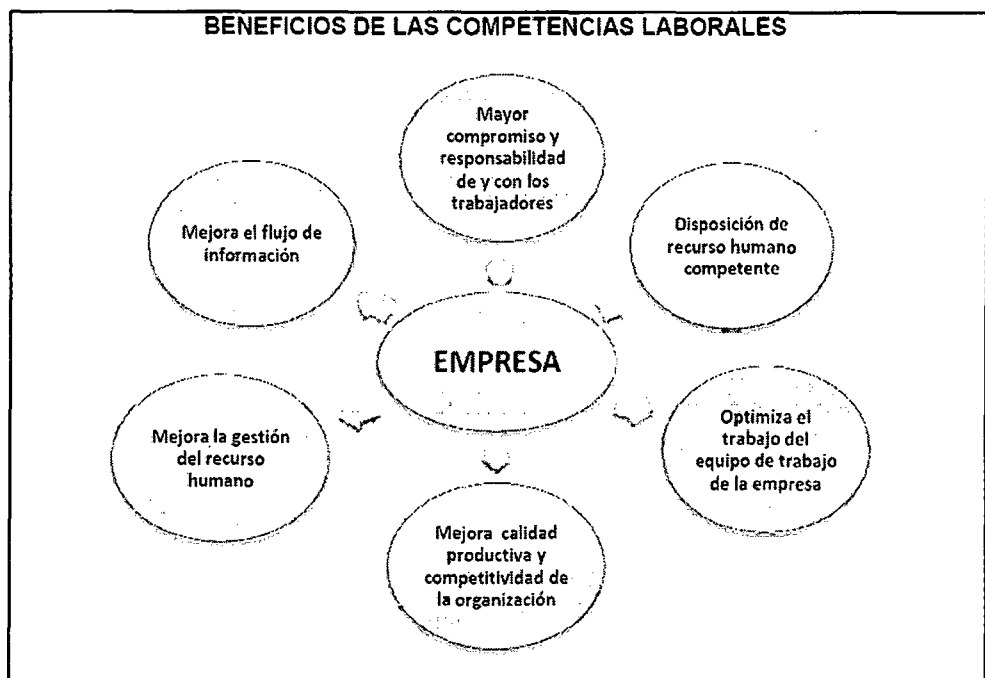 BENEFICIOS DE LAS COMPETENCIAS LABORALES
Mayor
compromiso y
responsabilidad
de y con los
trabajadores
Mejora el flujo de
información
Disposición de
recurso humano
competente
EMPRESA
Mejora la gestión
del recurso
humano
Optimiza el
trabajo del
equipo de trabajo
de la empresa
Mejora calidad
productiva y
competitividad de
la organización